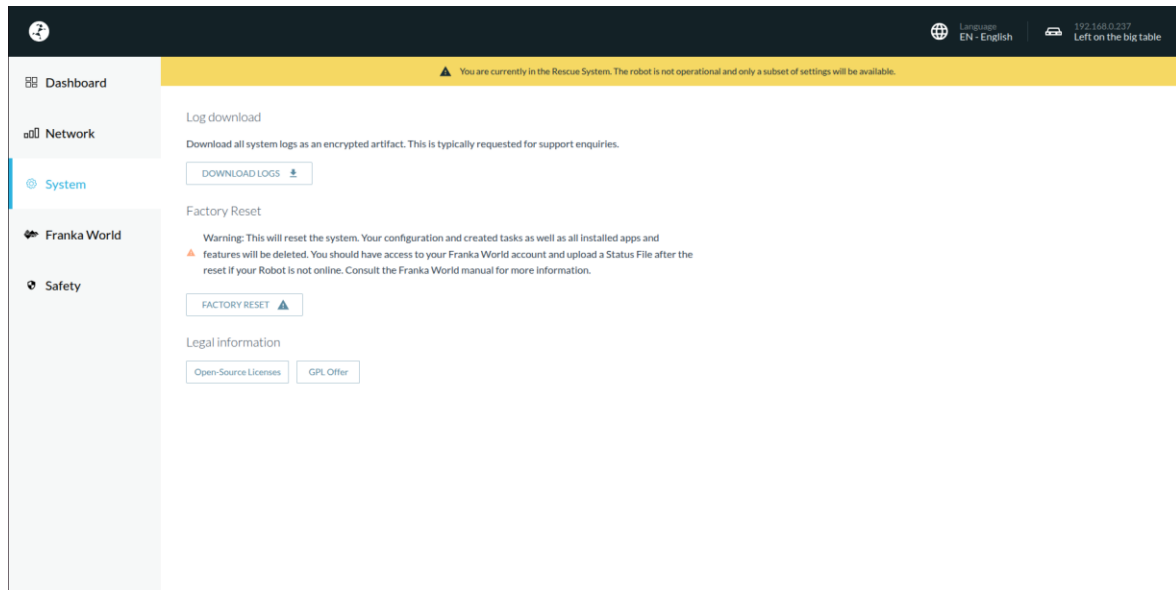 Language
EN - English
192.168.0.237
Left on the big table
Dashboard
Network
System
Franka World
Safety
You are currently in the Rescue System. The robot is not operational and only a subset of settings will be available.
Log download
Download all system logs as an encrypted artifact. This is typically requested for support enquiries.
DOWNLOAD LOGS
Factory Reset
Warning: This will reset the system. Your configuration and created tasks as well as all installed apps and
features will be deleted. You should have access to your Franka World account and upload a Status File after the
reset if your Robot is not online. Consult the Franka World manual for more information.
FACTORY RESET
Legal information
Open-Source Licenses
GPL Offer